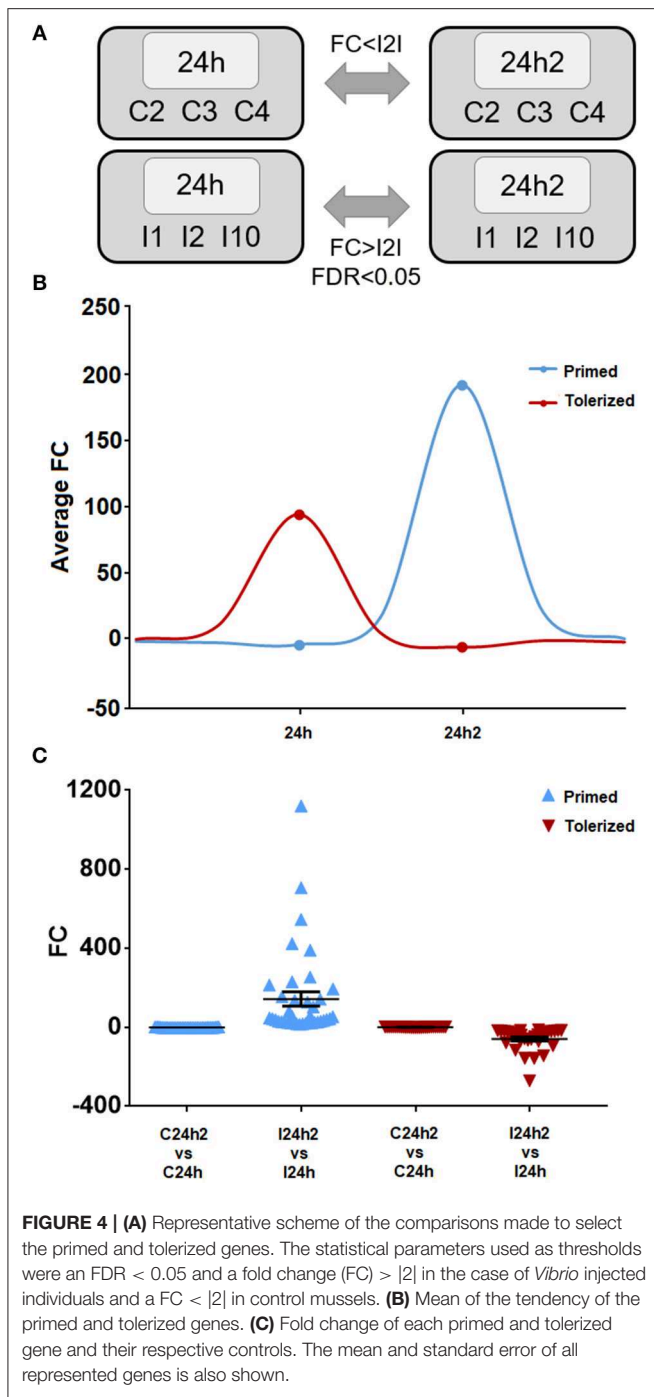 A
24h
C2 C3 C4
FC<I2I
24h2
C2 C3 C4
24h
I1 I2 I10
FC>I2I
FDR<0.05
24h2
I1 I2 I10
B
250
200
150
100
50
0
-50
Average FC
Primed
Tolerized
24h
24h2
C
1200
800
400
0
-400
FC
Primed
Tolerized
C24h2
vs
C24h
I24h2
vs
I24h
C24h2
vs
C24h
I24h2
vs
I24h
FIGURE 4 | (A) Representative scheme of the comparisons made to select
the primed and tolerized genes. The statistical parameters used as thresholds
were an FDR < 0.05 and a fold change (FC) > |2| in the case of Vibrio injected
individuals and a FC < |2| in control mussels. (B) Mean of the tendency of the
primed and tolerized genes. (C) Fold change of each primed and tolerized
gene and their respective controls. The mean and standard error of all
represented genes is also shown.